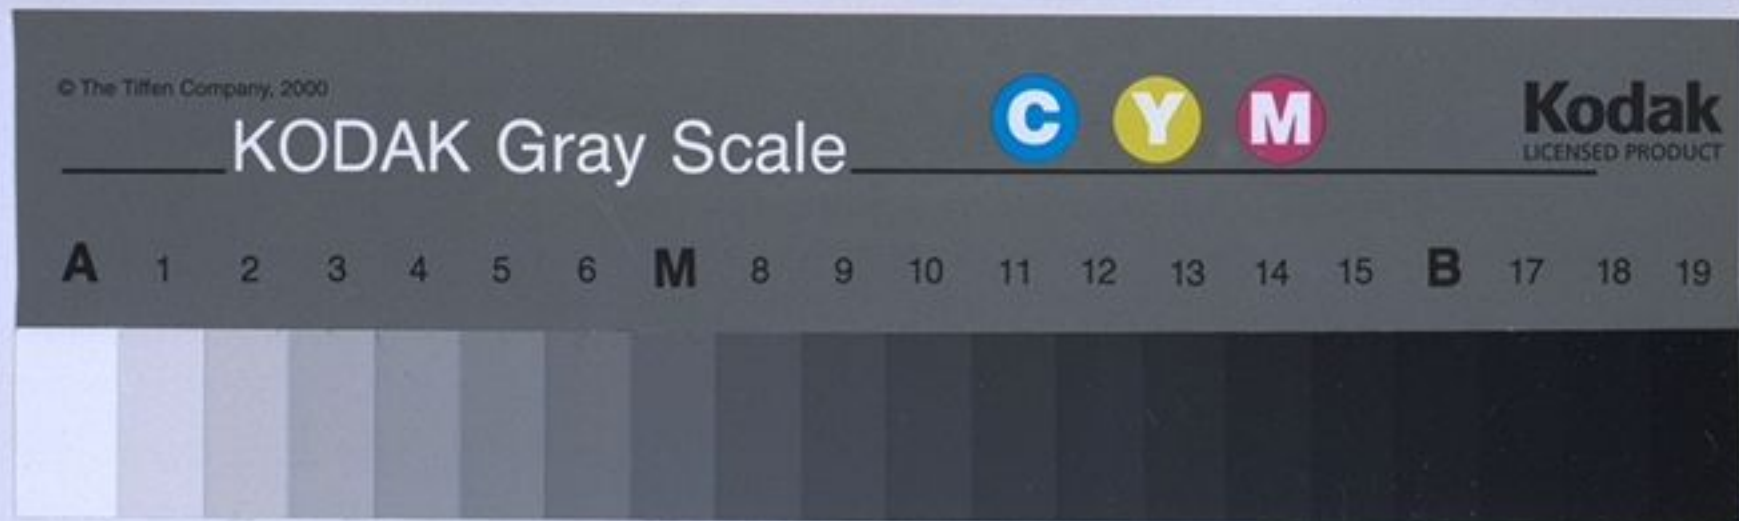 © The Tiffen Company, 2000
KODAK Gray Scale
C Y M
Kodak
LICENSED PRODUCT
A 1 2 3 4 5 6 M 8 9 10 11 12 13 14 15 B 17 18 19